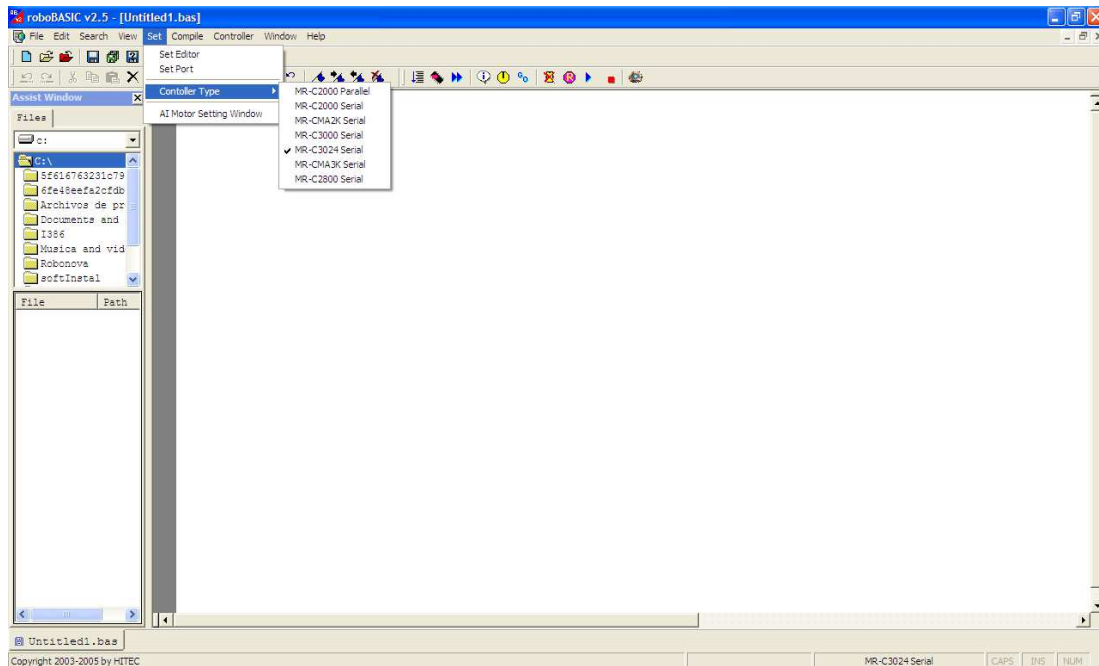 roboBASIC v2.5 - [Untitled1.bas]
File Edit Search View Set Compile Controller Window Help
Set Editor
Set Port
Contoller Type
AI Motor Setting Window
MR-C2000 Parallel
MR-C2000 Serial
MR-CMA2K Serial
MR-C3000 Serial
MR-C3024 Serial
MR-CMA3K Serial
MR-C2800 Serial
Assist Window
Files
c:
C:\
5f616763231c79
6fe48eefa2cfdb
Archivos de pr
Documents and
I386
Musica and vid
Robonova
softInstal
File Path
Untitled1.bas
Copyright 2003-2005 by HITEC
MR-C3024 Serial
CAPS INS NUM